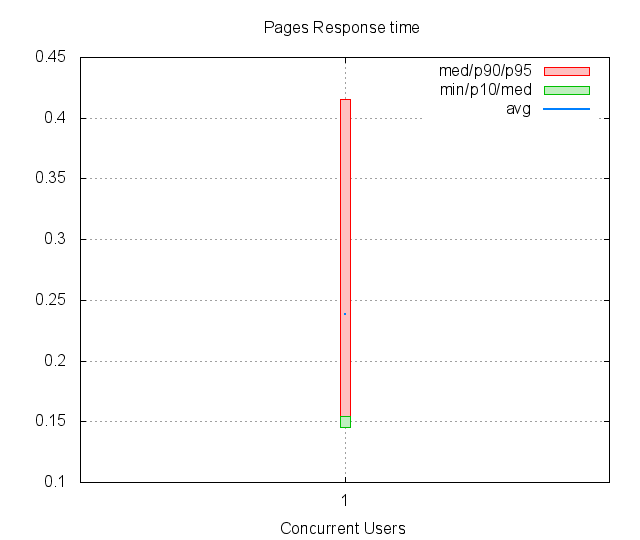 Pages Response time
0.45
0.4
0.35
0.3
0.25
0.2
0.15
0.1
med/p90/p95
min/p10/med
avg
1
Concurrent Users